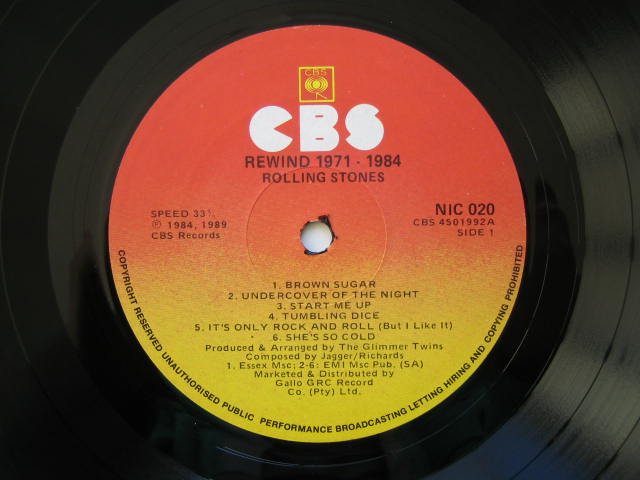 CBS
CBS
REWIND 1971 - 1984
ROLLING STONES
SPEED 33⅓
℗ 1984, 1989
CBS Records
NIC 020
CBS 4501992A
SIDE 1
1. BROWN SUGAR
2. UNDERCOVER OF THE NIGHT
3. START ME UP
4. TUMBLING DICE
5. IT'S ONLY ROCK AND ROLL (But I Like It)
6. SHE'S SO COLD
Produced & Arranged by The Glimmer Twins
Composed by Jagger/Richards
1. Essex Msc; 2-6: EMI Msc Pub. (SA)
Marketed & Distributed by
Gallo GRC Record
Co. (Pty) Ltd.
COPYRIGHT RESERVED UNAUTHORISED PUBLIC PERFORMANCE BROADCASTING LETTING HIRING AND COPYING PROHIBITED